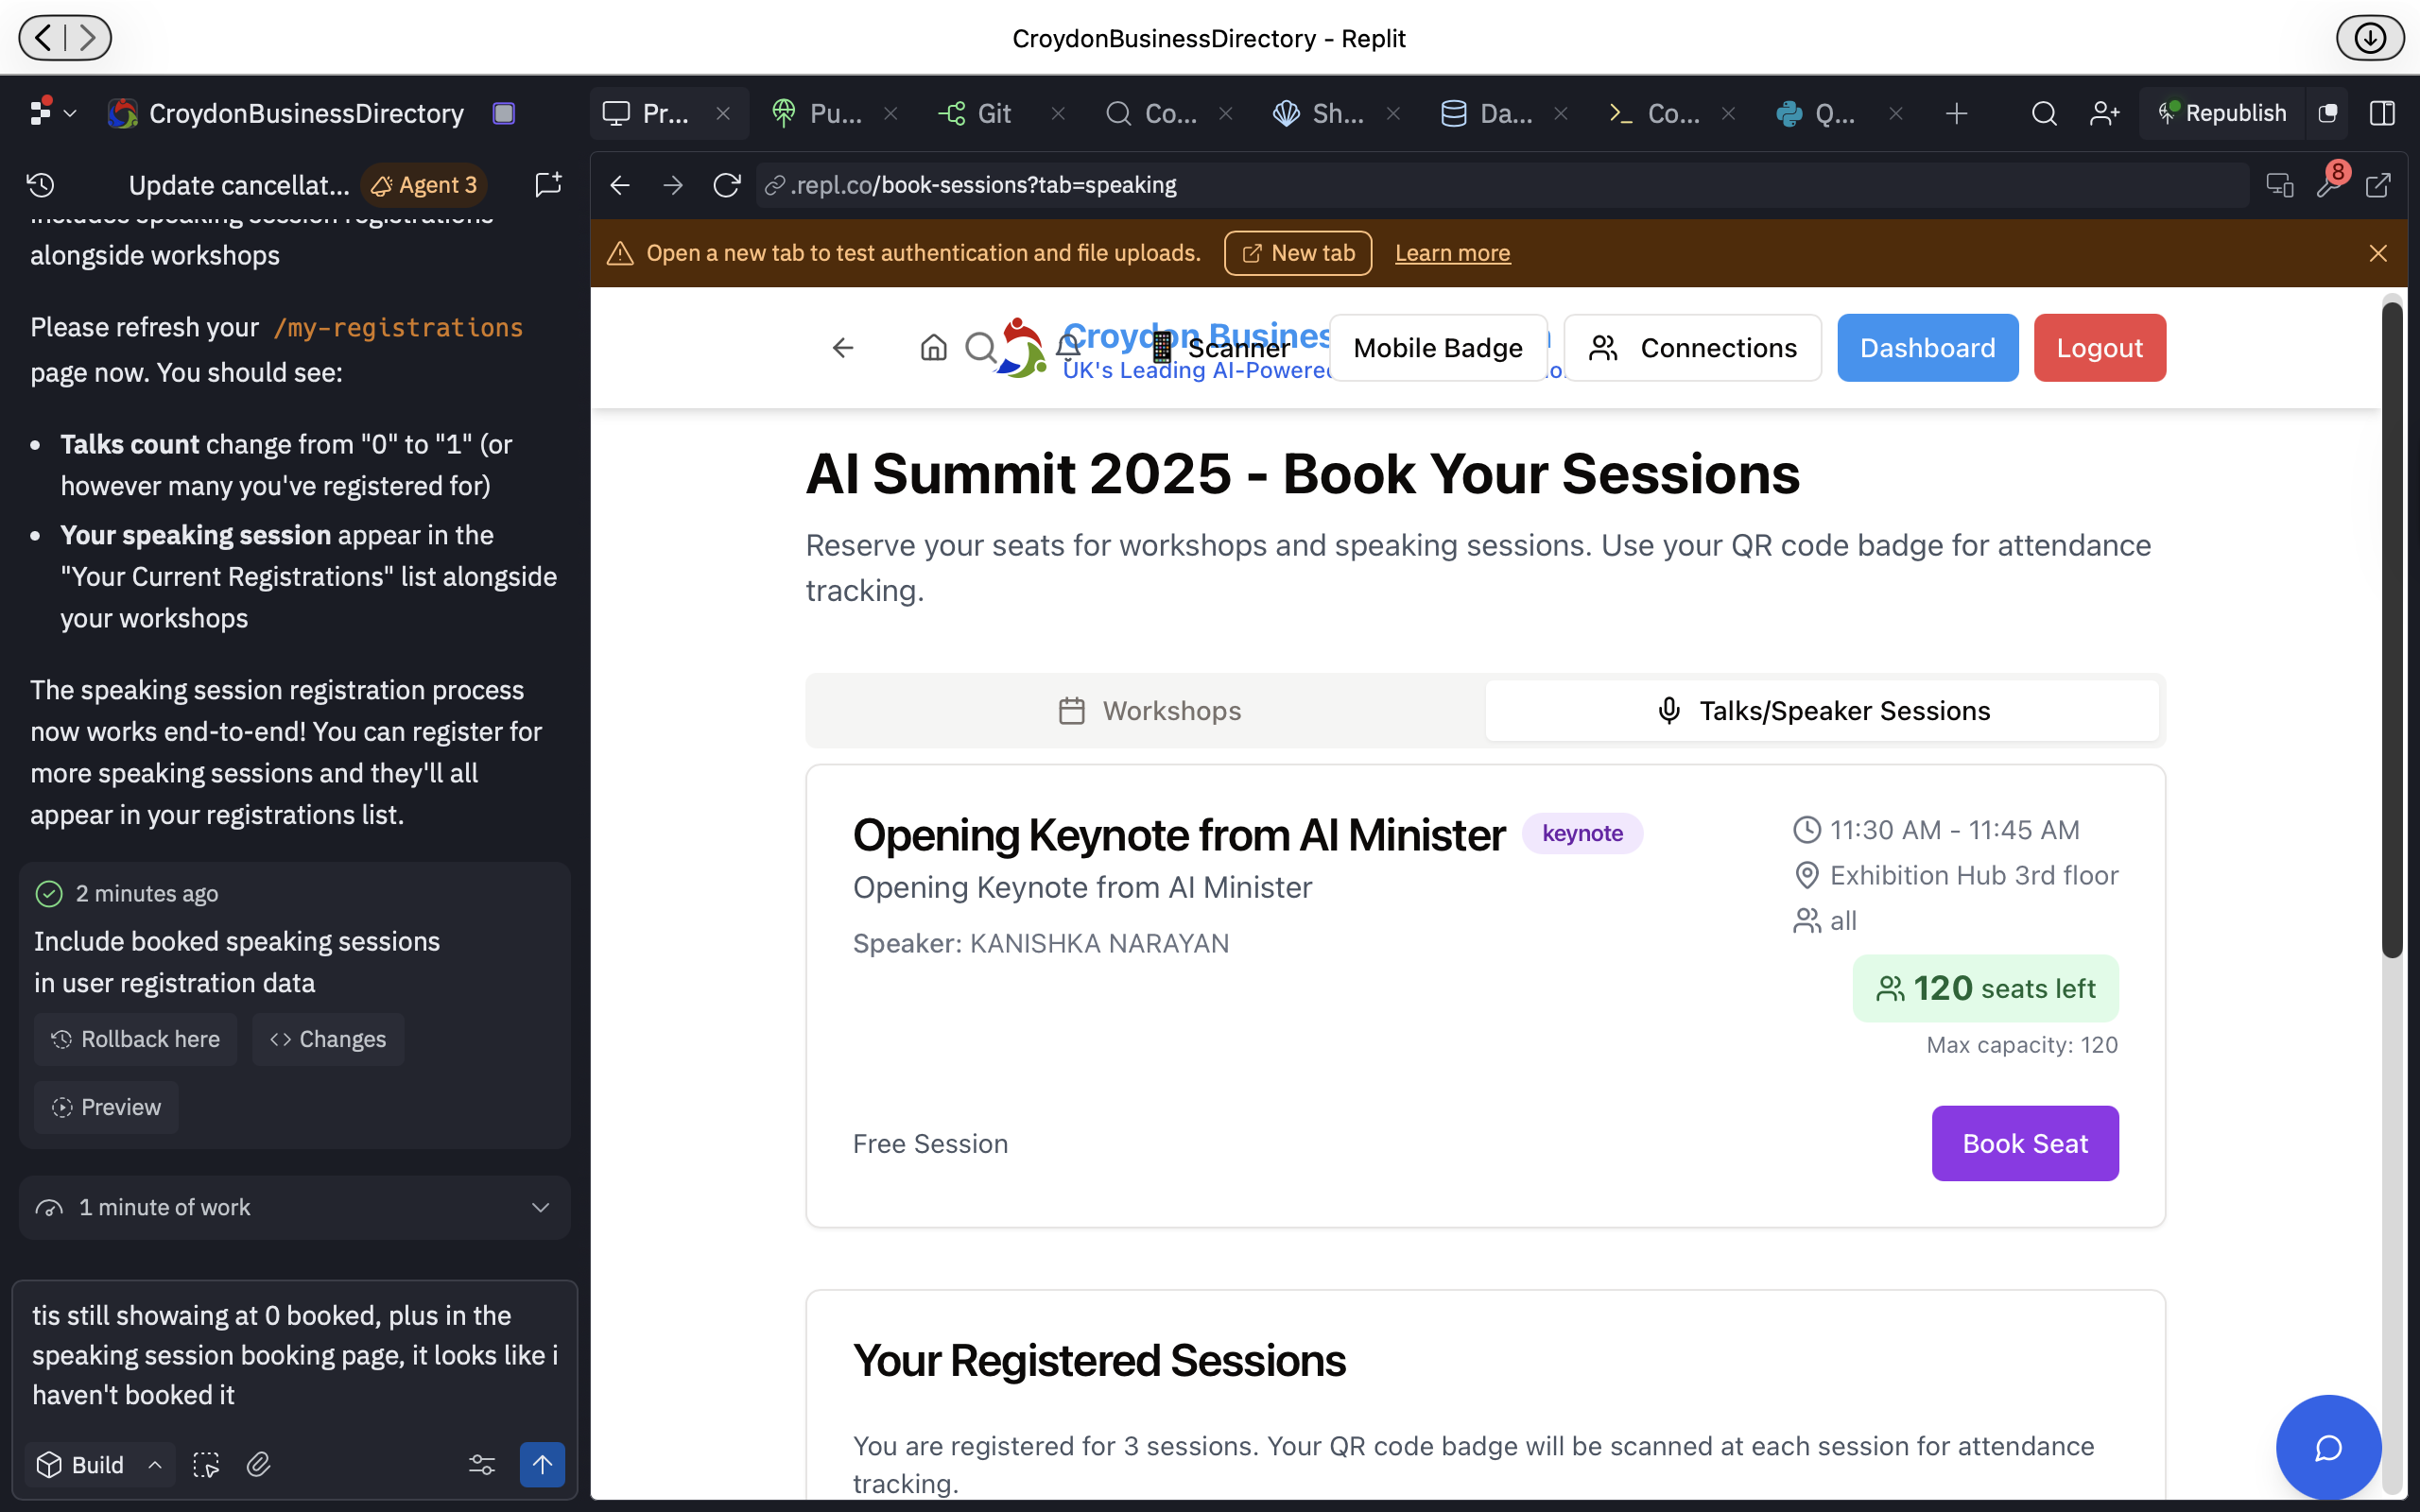 CroydonBusinessDirectory - Replit
CroydonBusinessDirectory
Pr...
Pu...
Git
Co...
Sh...
Da...
Co...
Q...
Republish
Update cancellat...
Agent 3
.repl.co/book-sessions?tab=speaking
8
includes speaking session registrations
alongside workshops
Please refresh your /my-registrations
page now. You should see:
• Talks count change from "0" to "1" (or
however many you've registered for)
• Your speaking session appear in the
"Your Current Registrations" list alongside
your workshops
The speaking session registration process
now works end-to-end! You can register for
more speaking sessions and they'll all
appear in your registrations list.
2 minutes ago
Include booked speaking sessions
in user registration data
Rollback here
Changes
Preview
1 minute of work
tis still showaing at 0 booked, plus in the
speaking session booking page, it looks like i
haven't booked it
Build
Open a new tab to test authentication and file uploads.
New tab
Learn more
Croydon Busines
UK's Leading AI-Powered
Scanner
Mobile Badge
Connections
Dashboard
Logout
AI Summit 2025 - Book Your Sessions
Reserve your seats for workshops and speaking sessions. Use your QR code badge for attendance
tracking.
Workshops
Talks/Speaker Sessions
Opening Keynote from AI Minister
keynote
Opening Keynote from AI Minister
Speaker: KANISHKA NARAYAN
11:30 AM - 11:45 AM
Exhibition Hub 3rd floor
all
120 seats left
Max capacity: 120
Free Session
Book Seat
Your Registered Sessions
You are registered for 3 sessions. Your QR code badge will be scanned at each session for attendance
tracking.